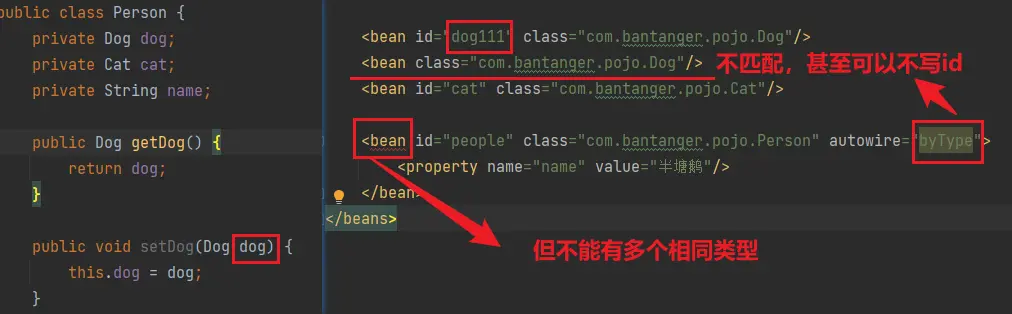 public class Person {
private Dog dog;
private Cat cat;
private String name;
public Dog getDog() {
return dog;
}
public void setDog(Dog dog) {
this.dog = dog;
}
<bean id="dog111" class="com.bantanger.pojo.Dog"/>
<bean class="com.bantanger.pojo.Dog"/>
不匹配，甚至可以不写id
<bean id="cat" class="com.bantanger.pojo.Cat"/>
<bean id="people" class="com.bantanger.pojo.Person" autowire="byType">
<property name="name" value="半塘鹅"/>
</bean>
</beans>
但不能有多个相同类型